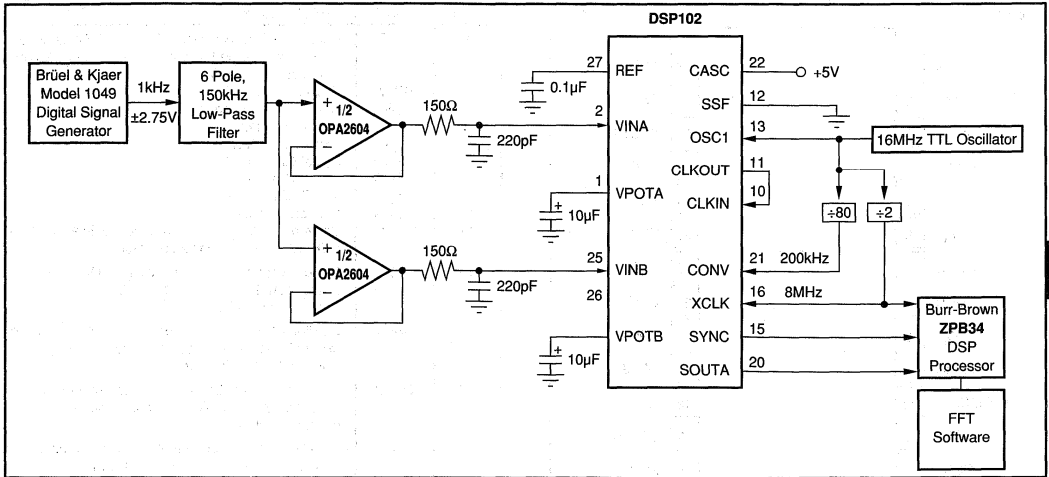 DSP102
Brüel & Kjaer
Model 1049
Digital Signal
Generator
1kHz
±2.75V
6 Pole,
150kHz
Low-Pass
Filter
+
1/2
OPA2604
−
150Ω
220pF
+
1/2
OPA2604
−
150Ω
220pF
27
REF
0.1µF
2
VINA
1
VPOTA
+
10µF
25
VINB
26
VPOTB
+
10µF
CASC
22
+5V
SSF
12
OSC1
13
16MHz TTL Oscillator
CLKOUT
11
CLKIN
10
÷80
÷2
CONV
21
200kHz
XCLK
16
8MHz
SYNC
15
SOUTA
20
Burr-Brown
ZPB34
DSP
Processor
FFT
Software